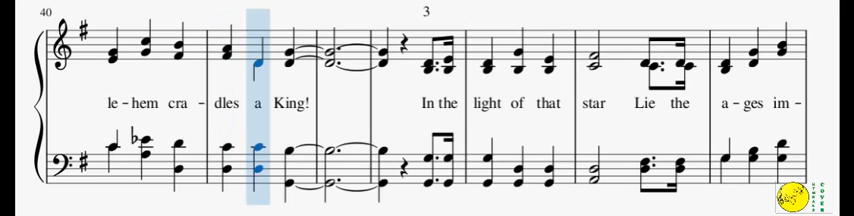 40
3
le - hem cra - dles a King! In the light of that star Lie the a - ges im -